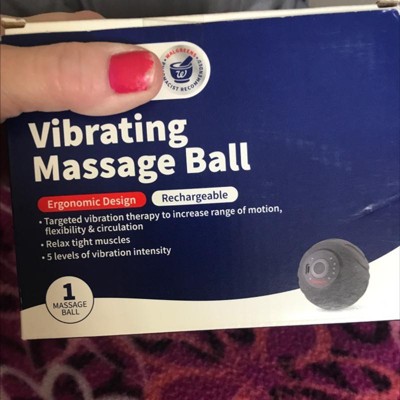 WALGREENS
W
Vibrating
Massage Ball
Ergonomic Design Rechargeable
• Targeted vibration therapy to increase range of motion,
flexibility & circulation
• Relax tight muscles
• 5 levels of vibration intensity
1
MASSAGE
BALL